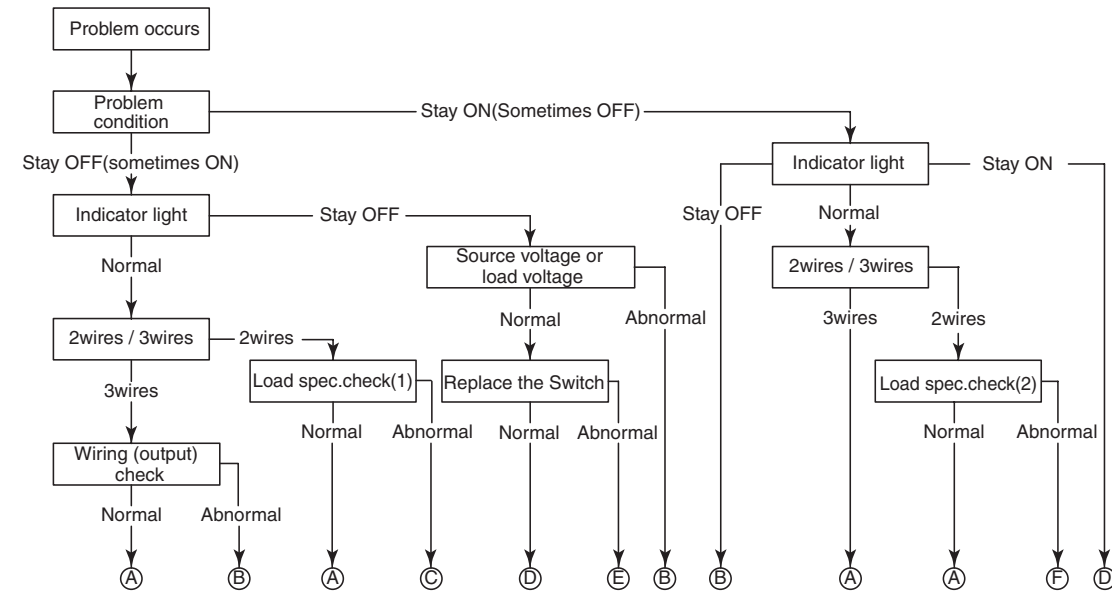 Problem occurs
Problem
condition
Stay ON(Sometimes OFF)
Stay OFF(sometimes ON)
Indicator light
Stay ON
Indicator light
Stay OFF
Stay OFF
Normal
Normal
Source voltage or
load voltage
2wires / 3wires
Normal
Abnormal
3wires
2wires
2wires / 3wires
2wires
Load spec.check(1)
Replace the Switch
Load spec.check(2)
3wires
Normal
Abnormal
Normal
Abnormal
Normal
Abnormal
Wiring (output)
check
Normal
Abnormal
A
B
A
C
D
E
B
B
A
A
F
D